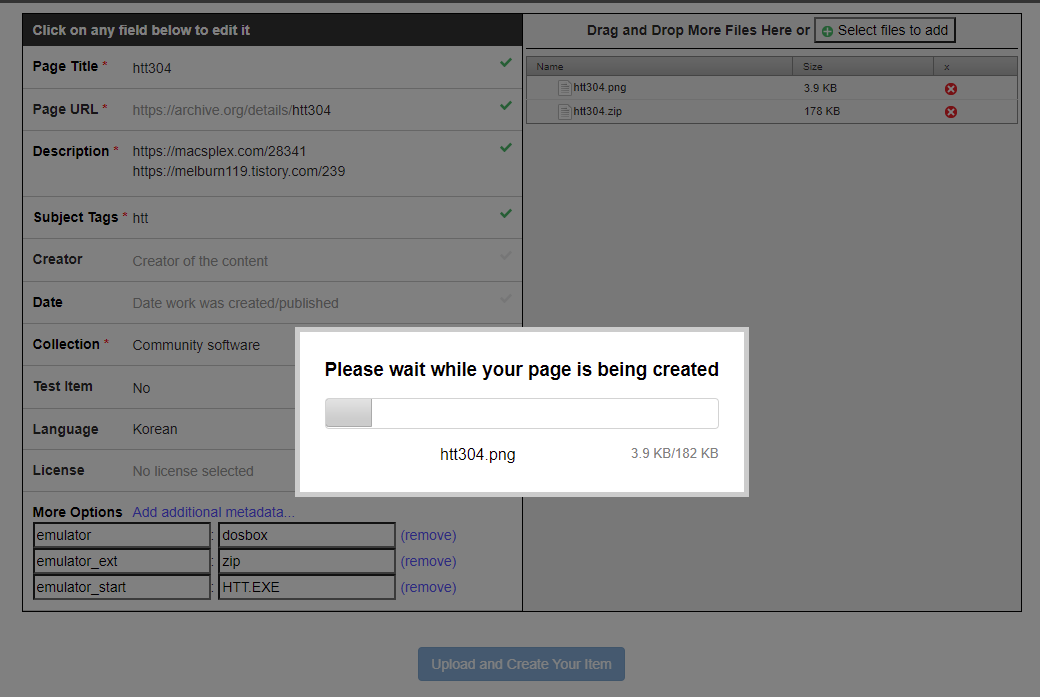 Click on any field below to edit it
Page Title * htt304
Page URL * https://archive.org/details/htt304
Description * https://macsplex.com/28341
https://melburn119.tistory.com/239
Subject Tags * htt
Creator Creator of the content
Date Date work was created/published
Collection * Community software
Test Item No
Language Korean
License No license selected
More Options Add additional metadata...
emulator : dosbox (remove)
emulator_ext : zip (remove)
emulator_start : HTT.EXE (remove)
Drag and Drop More Files Here or Select files to add
Name Size x
htt304.png 3.9 KB
htt304.zip 178 KB
Please wait while your page is being created
htt304.png 3.9 KB/182 KB
Upload and Create Your Item